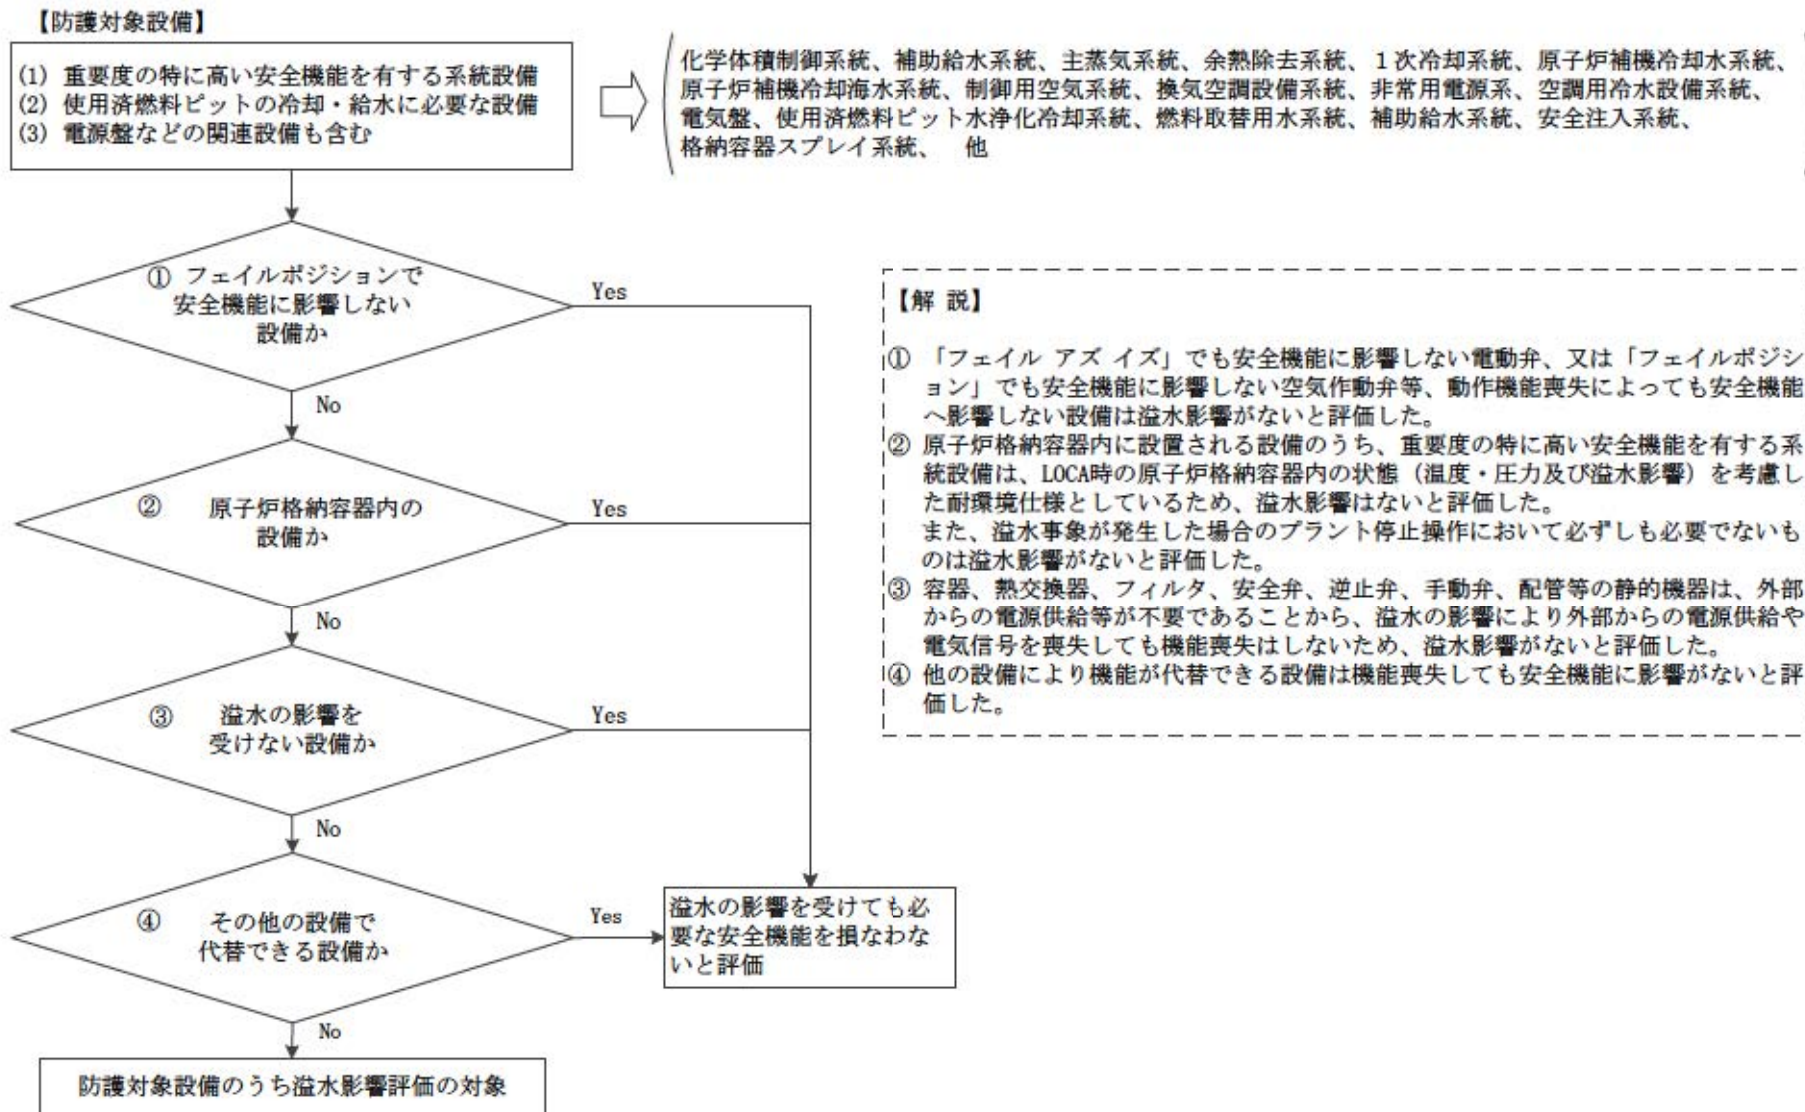 【防護対象設備】
(1) 重要度の特に高い安全機能を有する系統設備
(2) 使用済燃料ピットの冷却・給水に必要な設備
(3) 電源盤などの関連設備も含む
化学体積制御系統、補助給水系統、主蒸気系統、余熱除去系統、１次冷却系統、原子炉補機冷却水系統、
原子炉補機冷却海水系統、制御用空気系統、換気空調設備系統、非常用電源系、空調用冷水設備系統、
電気盤、使用済燃料ピット水浄化冷却系統、燃料取替用水系統、補助給水系統、安全注入系統、
格納容器スプレイ系統、　他
① フェイルポジションで
安全機能に影響しない
設備か
Yes
No
② 原子炉格納容器内の
設備か
Yes
No
③ 溢水の影響を
受けない設備か
Yes
No
④ その他の設備で
代替できる設備か
Yes
No
溢水の影響を受けても必
要な安全機能を損なわな
いと評価
防護対象設備のうち溢水影響評価の対象
【解 説】
① 「フェイル アズ イズ」でも安全機能に影響しない電動弁、又は「フェイルポジシ
ョン」でも安全機能に影響しない空気作動弁等、動作機能喪失によっても安全機能
へ影響しない設備は溢水影響がないと評価した。
② 原子炉格納容器内に設置される設備のうち、重要度の特に高い安全機能を有する系
統設備は、LOCA時の原子炉格納容器内の状態（温度・圧力及び溢水影響）を考慮し
た耐環境仕様としているため、溢水影響はないと評価した。
また、溢水事象が発生した場合のプラント停止操作において必ずしも必要でないも
のは溢水影響がないと評価した。
③ 容器、熱交換器、フィルタ、安全弁、逆止弁、手動弁、配管等の静的機器は、外部
からの電源供給等が不要であることから、溢水の影響により外部からの電源供給や
電気信号を喪失しても機能喪失はしないため、溢水影響がないと評価した。
④ 他の設備により機能が代替できる設備は機能喪失しても安全機能に影響がないと評
価した。